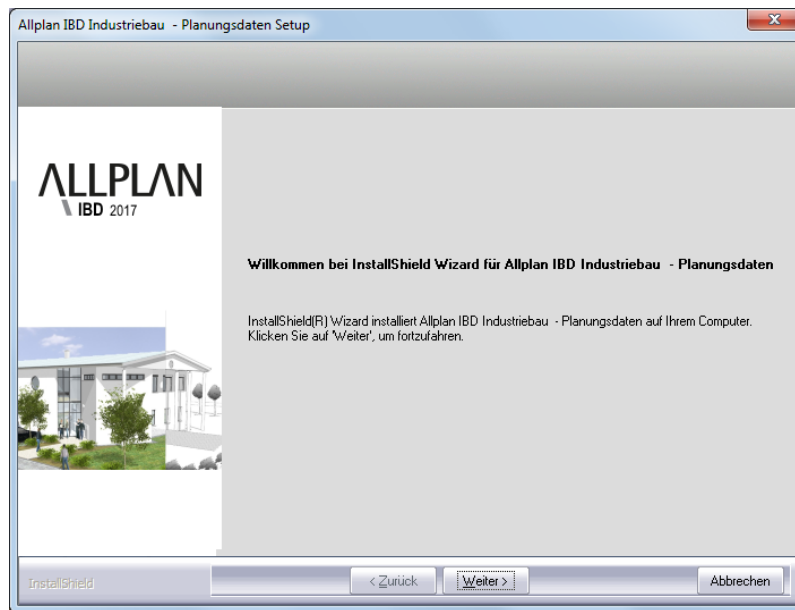 Allplan IBD Industriebau - Planungsdaten Setup
ALLPLAN
IBD 2017
Willkommen bei InstallShield Wizard für Allplan IBD Industriebau - Planungsdaten
InstallShield(R) Wizard installiert Allplan IBD Industriebau - Planungsdaten auf Ihrem Computer.
Klicken Sie auf 'Weiter', um fortzufahren.
InstallShield
< Zurück
Weiter >
Abbrechen